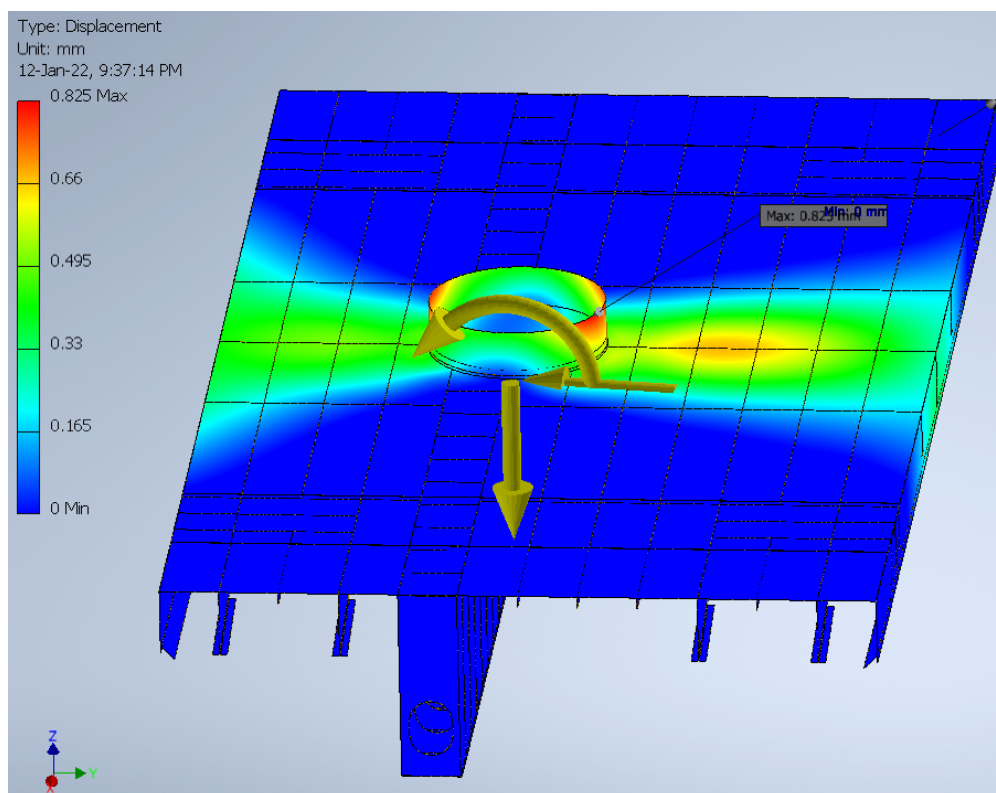 Type: Displacement
Unit: mm
12-Jan-22, 9:37:14 PM
0.825 Max
0.66
0.495
0.33
0.165
0 Min
Max: 0.825 mm
Min: 0 mm
Z
Y
X